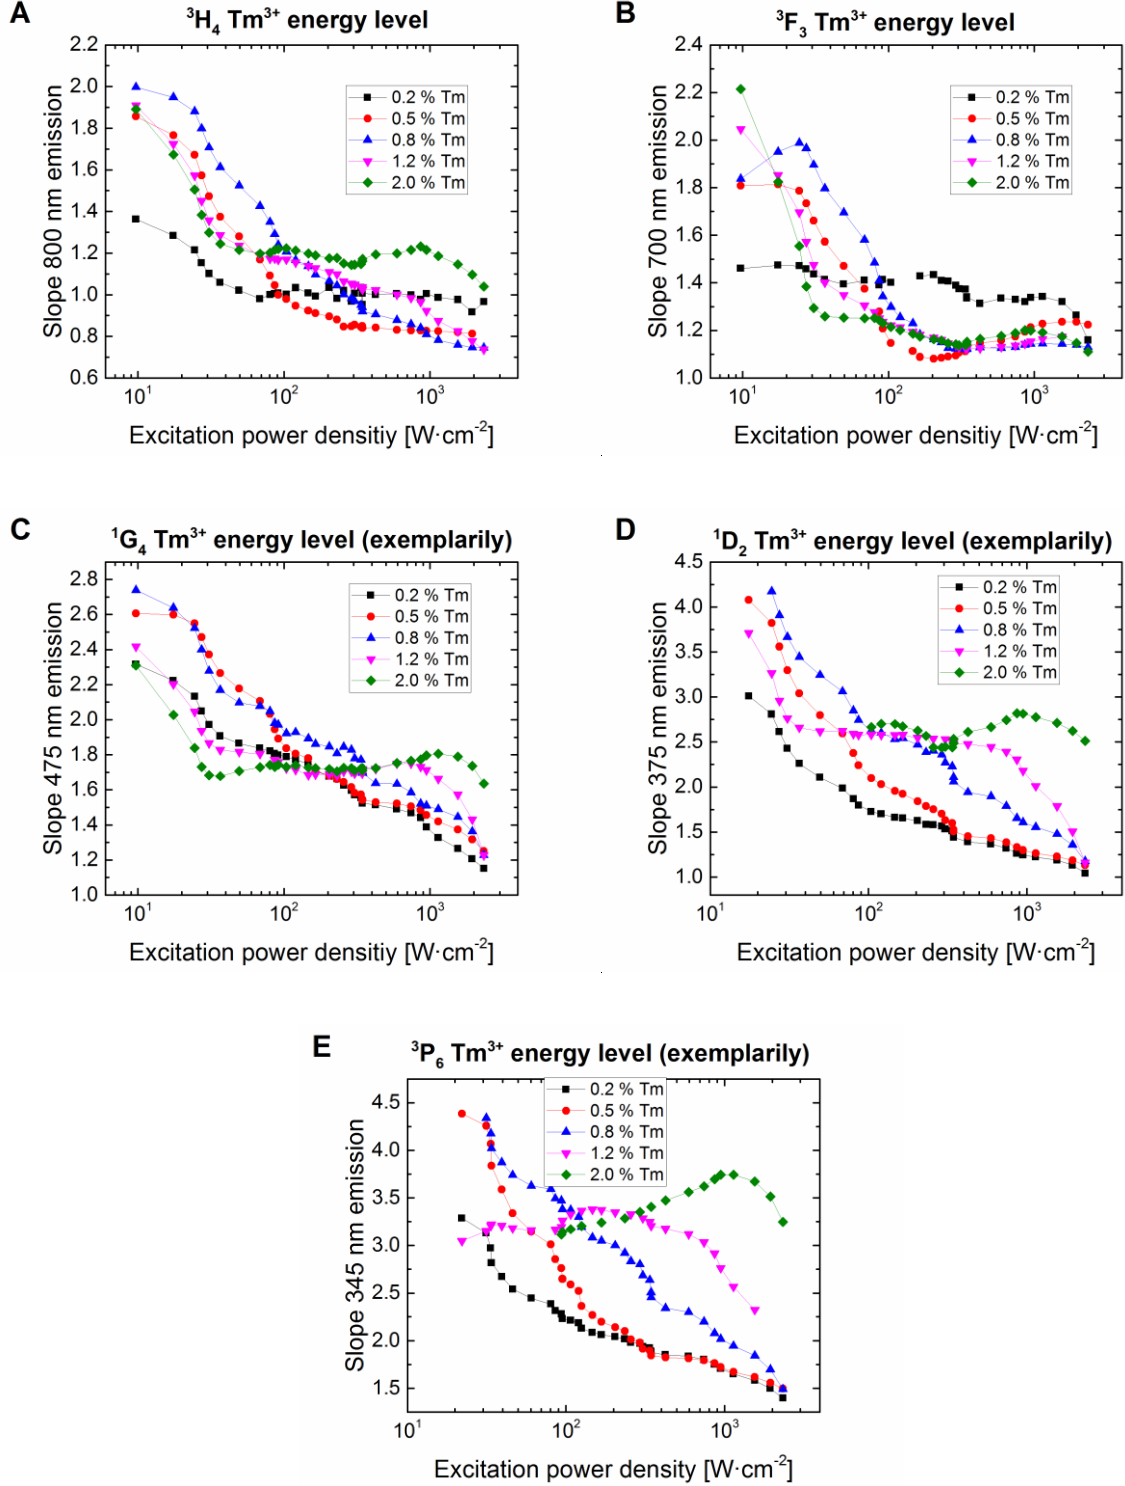 A
³H₄ Tm³⁺ energy level
2.2
2.0
1.8
1.6
1.4
1.2
1.0
0.8
0.6
Slope 800 nm emission
0.2 % Tm
0.5 % Tm
0.8 % Tm
1.2 % Tm
2.0 % Tm
10¹ 10² 10³
Excitation power densitiy [W·cm⁻²]
B
³F₃ Tm³⁺ energy level
2.4
2.2
2.0
1.8
1.6
1.4
1.2
1.0
Slope 700 nm emission
0.2 % Tm
0.5 % Tm
0.8 % Tm
1.2 % Tm
2.0 % Tm
10¹ 10² 10³
Excitation power densitiy [W·cm⁻²]
C
¹G₄ Tm³⁺ energy level (exemplarily)
2.8
2.6
2.4
2.2
2.0
1.8
1.6
1.4
1.2
1.0
Slope 475 nm emission
0.2 % Tm
0.5 % Tm
0.8 % Tm
1.2 % Tm
2.0 % Tm
10¹ 10² 10³
Excitation power densitiy [W·cm⁻²]
D
¹D₂ Tm³⁺ energy level (exemplarily)
4.5
4.0
3.5
3.0
2.5
2.0
1.5
1.0
Slope 375 nm emission
0.2 % Tm
0.5 % Tm
0.8 % Tm
1.2 % Tm
2.0 % Tm
10¹ 10² 10³
Excitation power densitiy [W·cm⁻²]
E
³P₆ Tm³⁺ energy level (exemplarily)
4.5
4.0
3.5
3.0
2.5
2.0
1.5
Slope 345 nm emission
0.2 % Tm
0.5 % Tm
0.8 % Tm
1.2 % Tm
2.0 % Tm
10¹ 10² 10³
Excitation power density [W·cm⁻²]